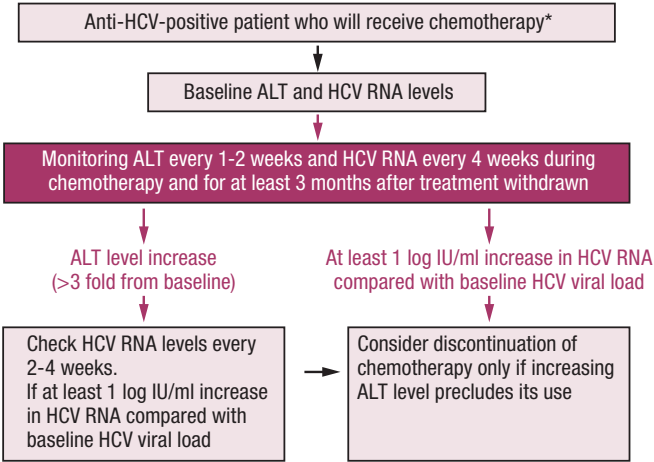 Anti-HCV-positive patient who will receive chemotherapy*
Baseline ALT and HCV RNA levels
Monitoring ALT every 1-2 weeks and HCV RNA every 4 weeks during
chemotherapy and for at least 3 months after treatment withdrawn
ALT level increase
(>3 fold from baseline)
At least 1 log IU/ml increase in HCV RNA
compared with baseline HCV viral load
Check HCV RNA levels every
2-4 weeks.
If at least 1 log IU/ml increase
in HCV RNA compared with
baseline HCV viral load
Consider discontinuation of
chemotherapy only if increasing
ALT level precludes its use